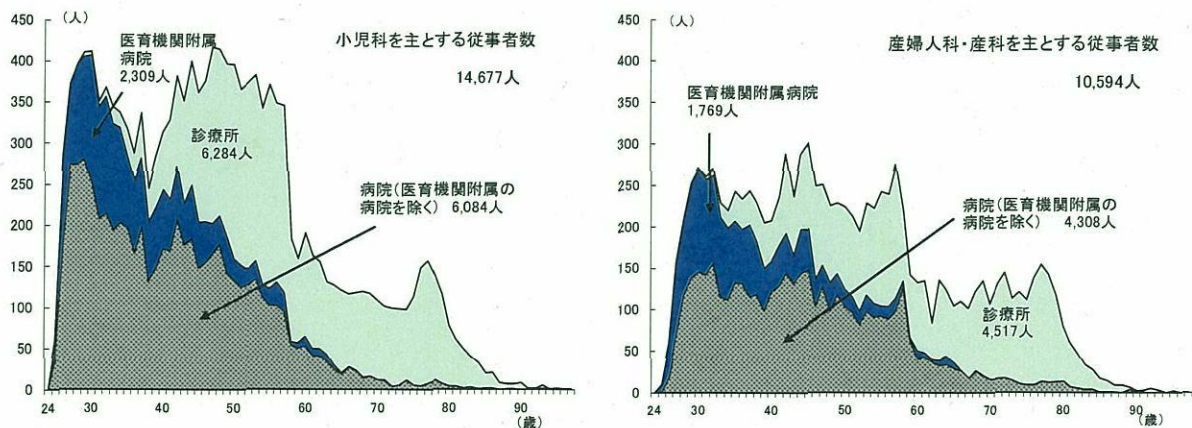 (人)
450
400
350
300
250
200
150
100
50
0
24
30
40
50
60
70
80
90
(歳)
小児科を主とする従事者数
14,677人
医育機関附属
病院
2,309人
診療所
6,284人
病院(医育機関附属の
病院を除く) 6,084人
(人)
450
400
350
300
250
200
150
100
50
0
24
30
40
50
60
70
80
90
(歳)
産婦人科・産科を主とする従事者数
10,594人
医育機関附属病院
1,769人
病院(医育機関附属の
病院を除く) 4,308人
診療所
4,517人